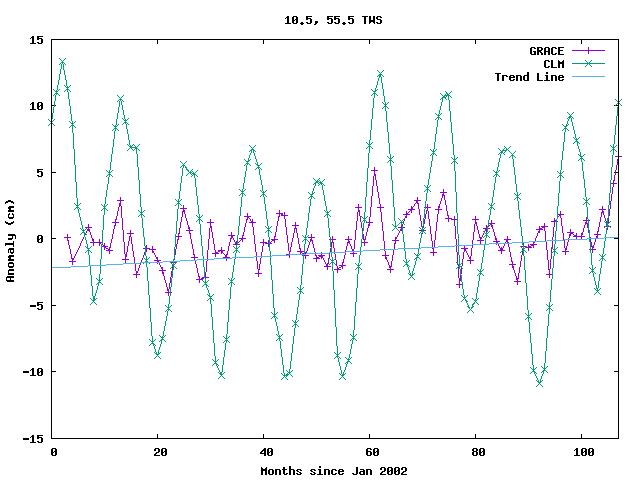 10.5, 55.5 TWS
GRACE
CLM
Trend Line
Anomaly (cm)
15
10
5
0
-5
-10
-15
0 20 40 60 80 100
Months since Jan 2002